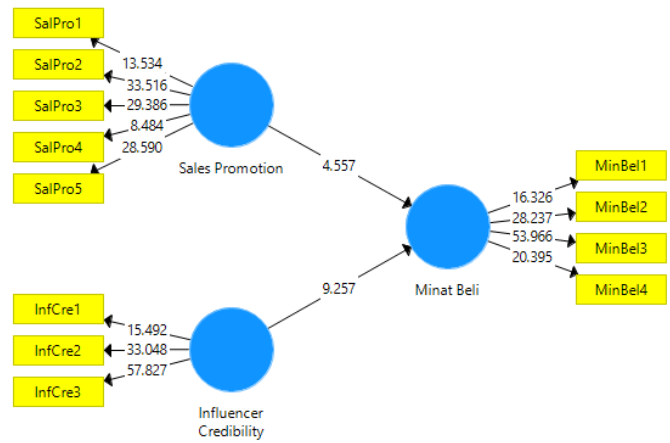 SalPro1
SalPro2
SalPro3
SalPro4
SalPro5
13.534
33.516
29.386
8.484
28.590
Sales Promotion
4.557
InfCre1
InfCre2
InfCre3
15.492
33.048
57.827
Influencer
Credibility
9.257
Minat Beli
16.326
28.237
53.966
20.395
MinBel1
MinBel2
MinBel3
MinBel4